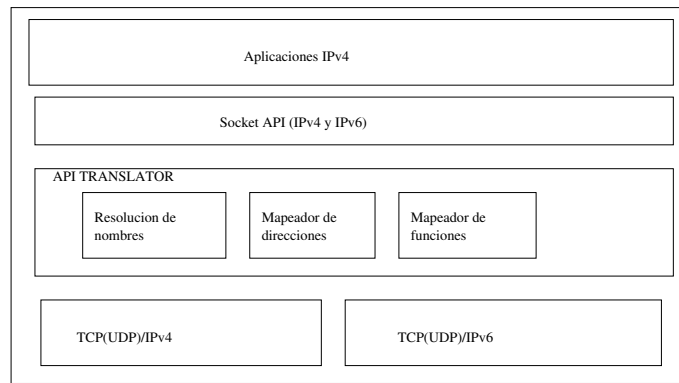 Aplicaciones IPv4
Socket API (IPv4 y IPv6)
API TRANSLATOR
Resolucion de
nombres
Mapeador de
direcciones
Mapeador de
funciones
TCP(UDP)/IPv4
TCP(UDP)/IPv6